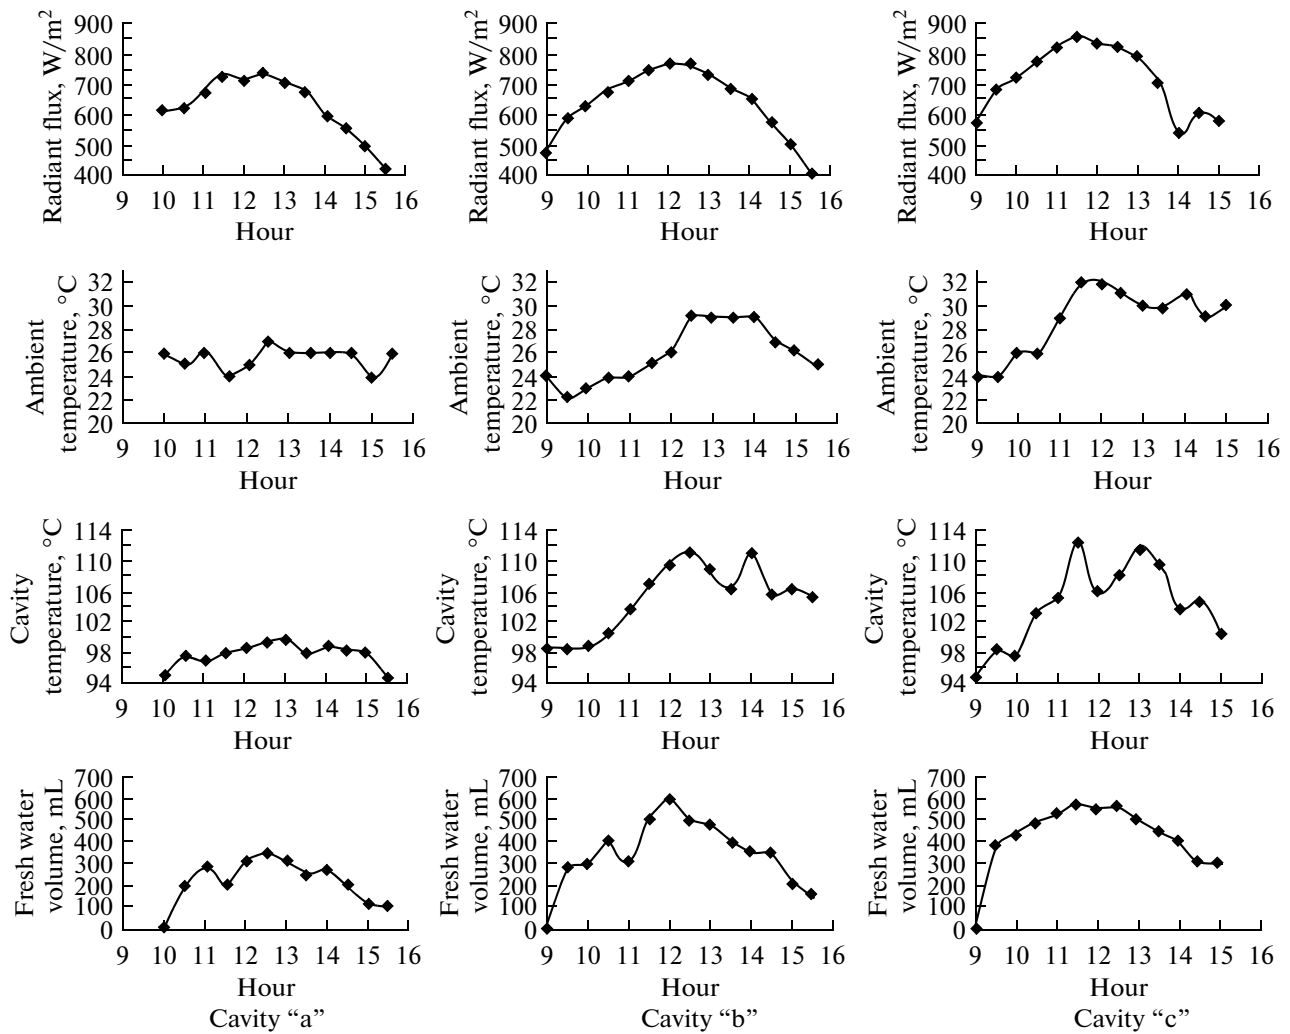 Radiant flux, W/m²
900
800
700
600
500
400
9 10 11 12 13 14 15 16
Hour
Radiant flux, W/m²
900
800
700
600
500
400
9 10 11 12 13 14 15 16
Hour
Radiant flux, W/m²
900
800
700
600
500
400
9 10 11 12 13 14 15 16
Hour
Ambient
temperature, °C
32
30
28
26
24
22
20
9 10 11 12 13 14 15 16
Hour
Ambient
temperature, °C
32
30
28
26
24
22
20
9 10 11 12 13 14 15 16
Hour
Ambient
temperature, °C
32
30
28
26
24
22
20
9 10 11 12 13 14 15 16
Hour
Cavity
temperature, °C
114
110
106
102
98
94
9 10 11 12 13 14 15 16
Hour
Cavity
temperature, °C
114
110
106
102
98
94
9 10 11 12 13 14 15 16
Hour
Cavity
temperature, °C
114
110
106
102
98
94
9 10 11 12 13 14 15 16
Hour
Fresh water
volume, mL
700
600
500
400
300
200
100
0
9 10 11 12 13 14 15 16
Hour
Cavity “a”
Fresh water
volume, mL
700
600
500
400
300
200
100
0
9 10 11 12 13 14 15 16
Hour
Cavity “b”
Fresh water
volume, mL
700
600
500
400
300
200
100
0
9 10 11 12 13 14 15 16
Hour
Cavity “c”